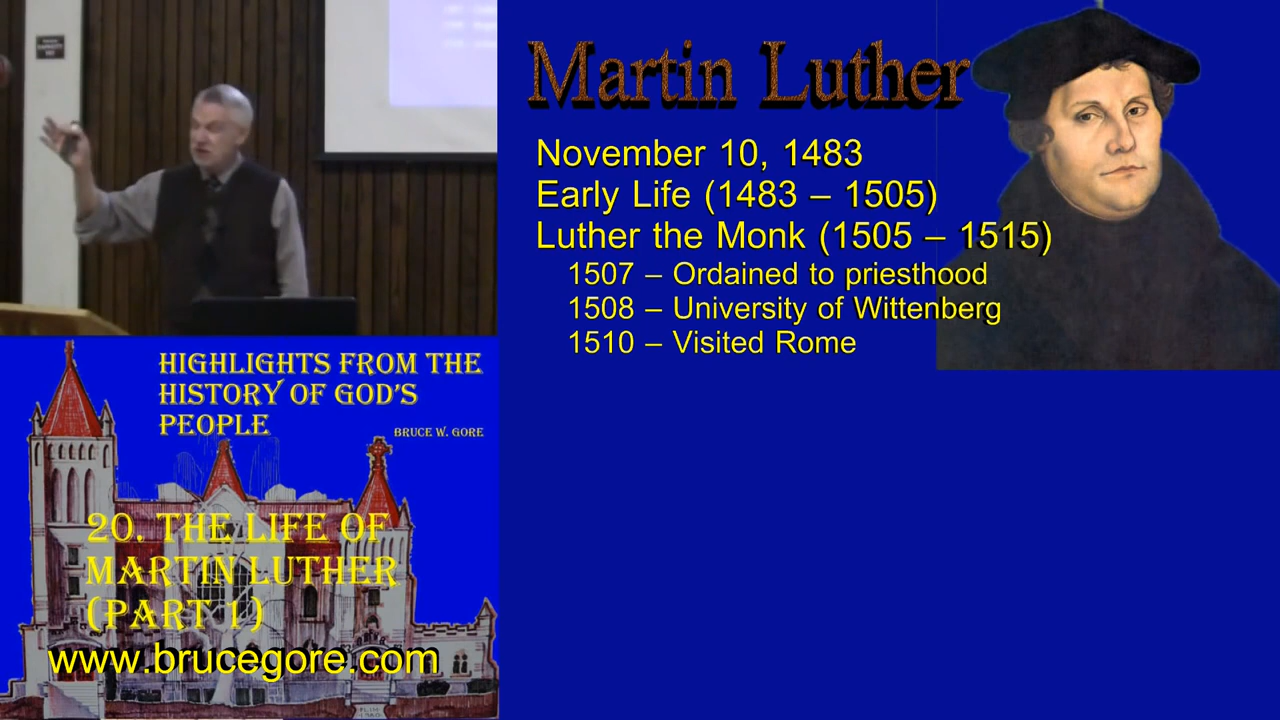 Martin Luther
November 10, 1483
Early Life (1483 – 1505)
Luther the Monk (1505 – 1515)
1507 – Ordained to priesthood
1508 – University of Wittenberg
1510 – Visited Rome
HIGHLIGHTS FROM THE
HISTORY OF GOD'S
PEOPLE
BRUCE W. GORE
20. THE LIFE OF
MARTIN LUTHER
(PART 1)
www.brucegore.com